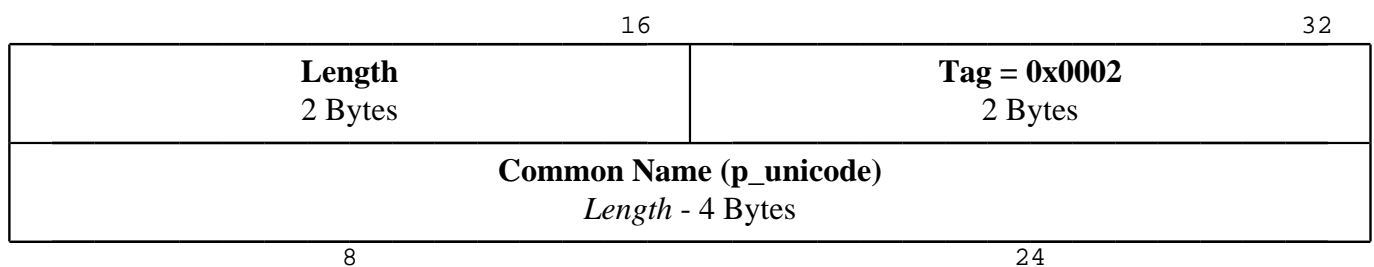 16 32
Length Tag = 0x0002
2 Bytes 2 Bytes
Common Name (p_unicode)
Length - 4 Bytes
8 24